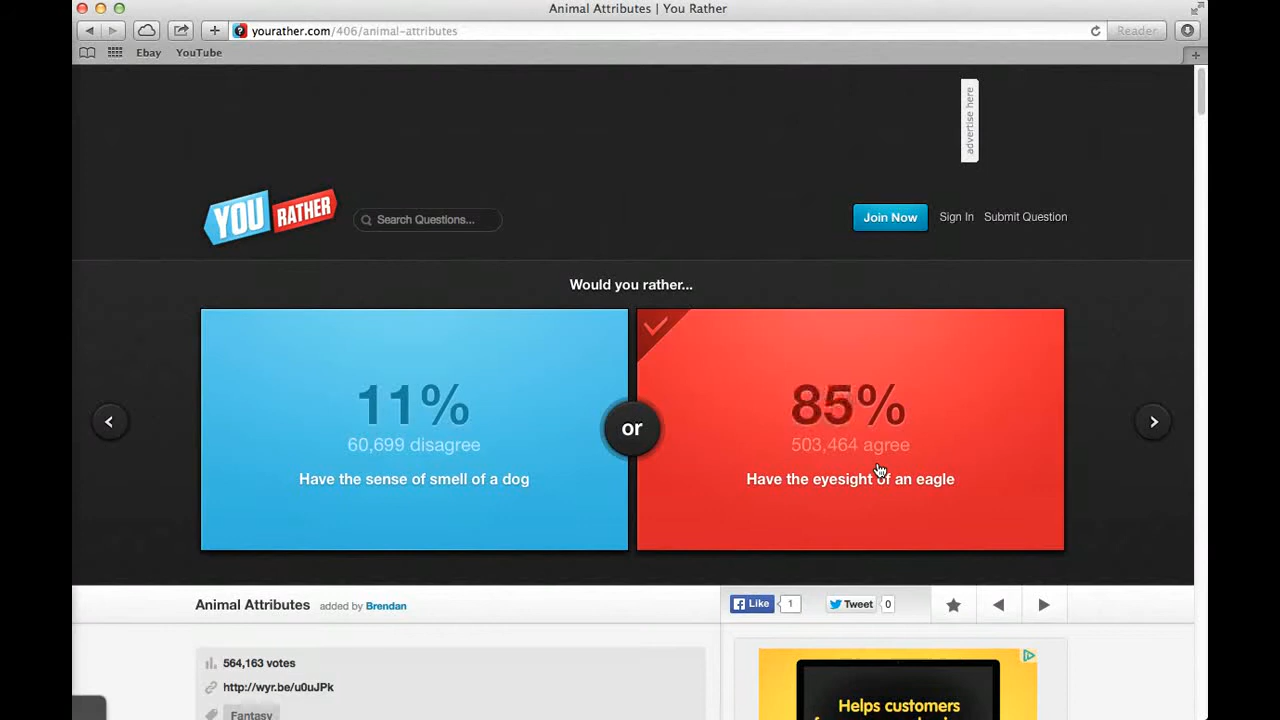 Animal Attributes | You Rather
yourather.com/406/animal-attributes
Reader
Ebay
YouTube
advertise here
YOU RATHER
Search Questions...
Join Now
Sign In
Submit Question
Would you rather...
11%
60,699 disagree
Have the sense of smell of a dog
or
85%
503,464 agree
Have the eyesight of an eagle
Animal Attributes
added by Brendan
Like
1
Tweet
0
564,163 votes
http://wyr.be/u0uJPk
Fantasy
Helps customers